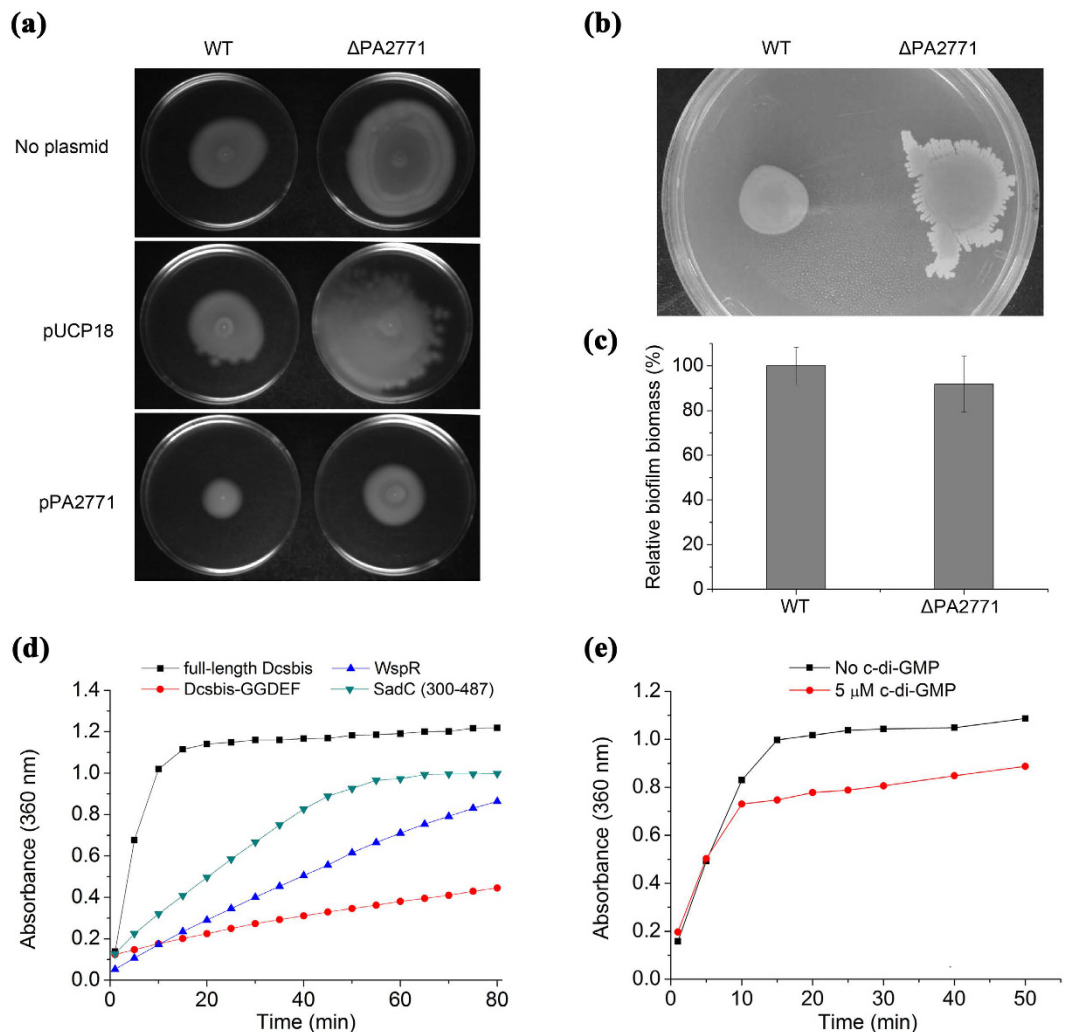 (a)
WT ΔPA2771
No plasmid
pUCP18
pPA2771
(b)
WT ΔPA2771
(c)
Relative biofilm biomass (%)
100
80
60
40
20
0
WT ΔPA2771
(d)
full-length Dcsbis WspR
Dcsbis-GGDEF SadC (300-487)
Absorbance (360 nm)
1.4
1.2
1.0
0.8
0.6
0.4
0.2
0.0
0 20 40 60 80
Time (min)
(e)
No c-di-GMP
5 μM c-di-GMP
Absorbance (360 nm)
1.2
1.0
0.8
0.6
0.4
0.2
0.0
0 10 20 30 40 50
Time (min)